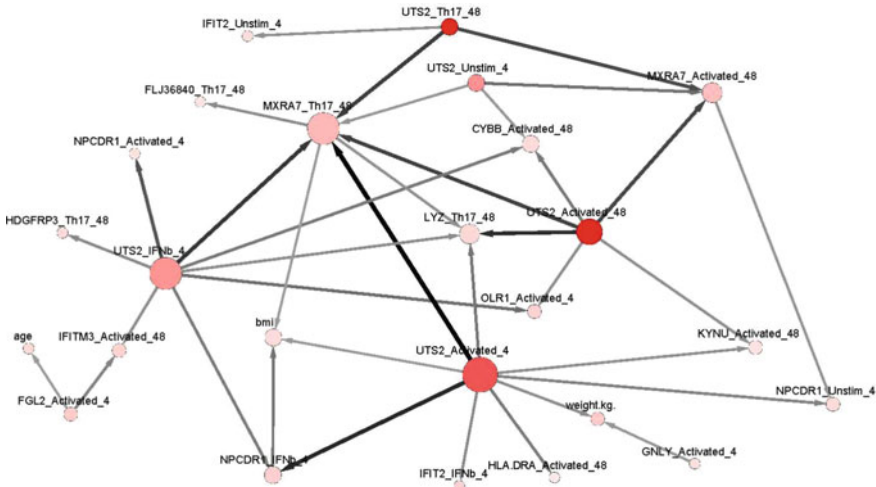 UTS2_Th17_48
IFIT2_Unstim_4
UTS2_Unstim_4
MXRA7_Activated_48
FLJ36840_Th17_48
MXRA7_Th17_48
CYBB_Activated_48
NPCDR1_Activated_4
HDGFRP3_Th17_48
LYZ_Th17_48
UTS2_Activated_48
UTS2_IFNb_4
OLR1_Activated_4
bmi
age
IFITM3_Activated_48
KYNU_Activated_48
UTS2_Activated_4
FGL2_Activated_4
NPCDR1_Unstim_4
weight.kg.
GNLY_Activated_4
NPCDR1_IFNb_4
IFIT2_IFNb_4
HLA.DRA_Activated_48